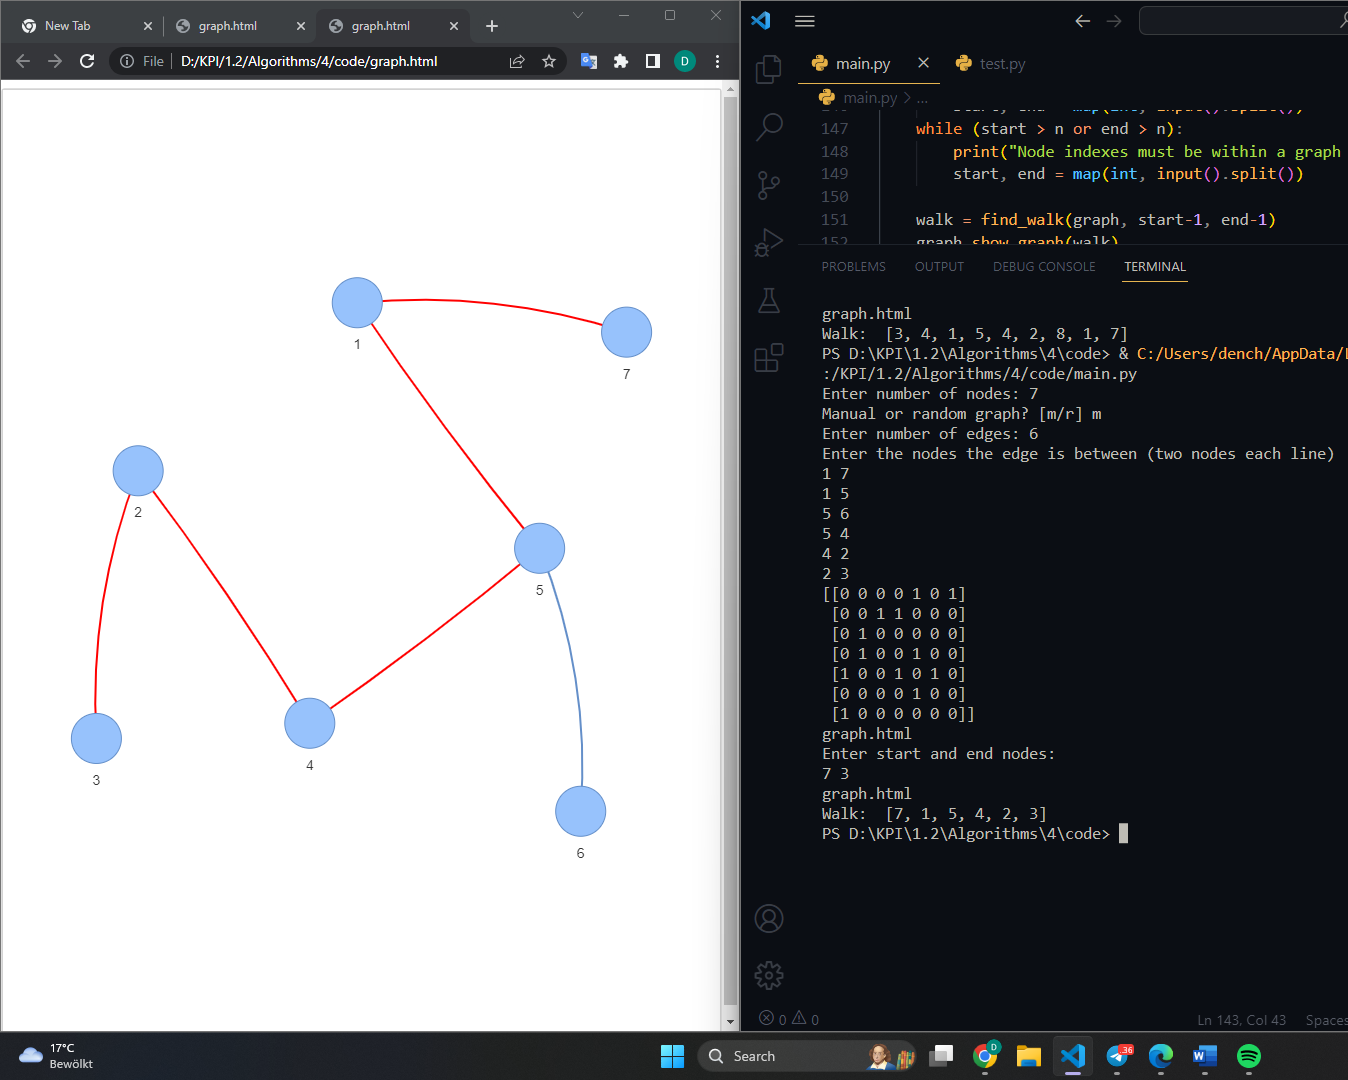 New Tab
graph.html
graph.html
File
D:/KPI/1.2/Algorithms/4/code/graph.html
D
1
7
2
5
4
3
6
main.py
test.py
main.py > ...
147 while (start > n or end > n):
148 print("Node indexes must be within a graph
149 start, end = map(int, input().split())
150
151 walk = find_walk(graph, start-1, end-1)
152 graph.show_graph(walk)
PROBLEMS OUTPUT DEBUG CONSOLE TERMINAL
graph.html
Walk:  [3, 4, 1, 5, 4, 2, 8, 1, 7]
PS D:\KPI\1.2\Algorithms\4\code> & C:/Users/dench/AppData/
:/KPI/1.2/Algorithms/4/code/main.py
Enter number of nodes: 7
Manual or random graph? [m/r] m
Enter number of edges: 6
Enter the nodes the edge is between (two nodes each line)
1 7
1 5
5 6
5 4
4 2
2 3
[[0 0 0 0 1 0 1]
[0 0 1 1 0 0 0]
[0 1 0 0 0 0 0]
[0 1 0 0 1 0 0]
[1 0 0 1 0 1 0]
[0 0 0 0 1 0 0]
[1 0 0 0 0 0 0]]
graph.html
Enter start and end nodes:
7 3
graph.html
Walk:  [7, 1, 5, 4, 2, 3]
PS D:\KPI\1.2\Algorithms\4\code>
0 0
Ln 143, Col 43 Spaces
17°C
Bewölkt
Search
D
36